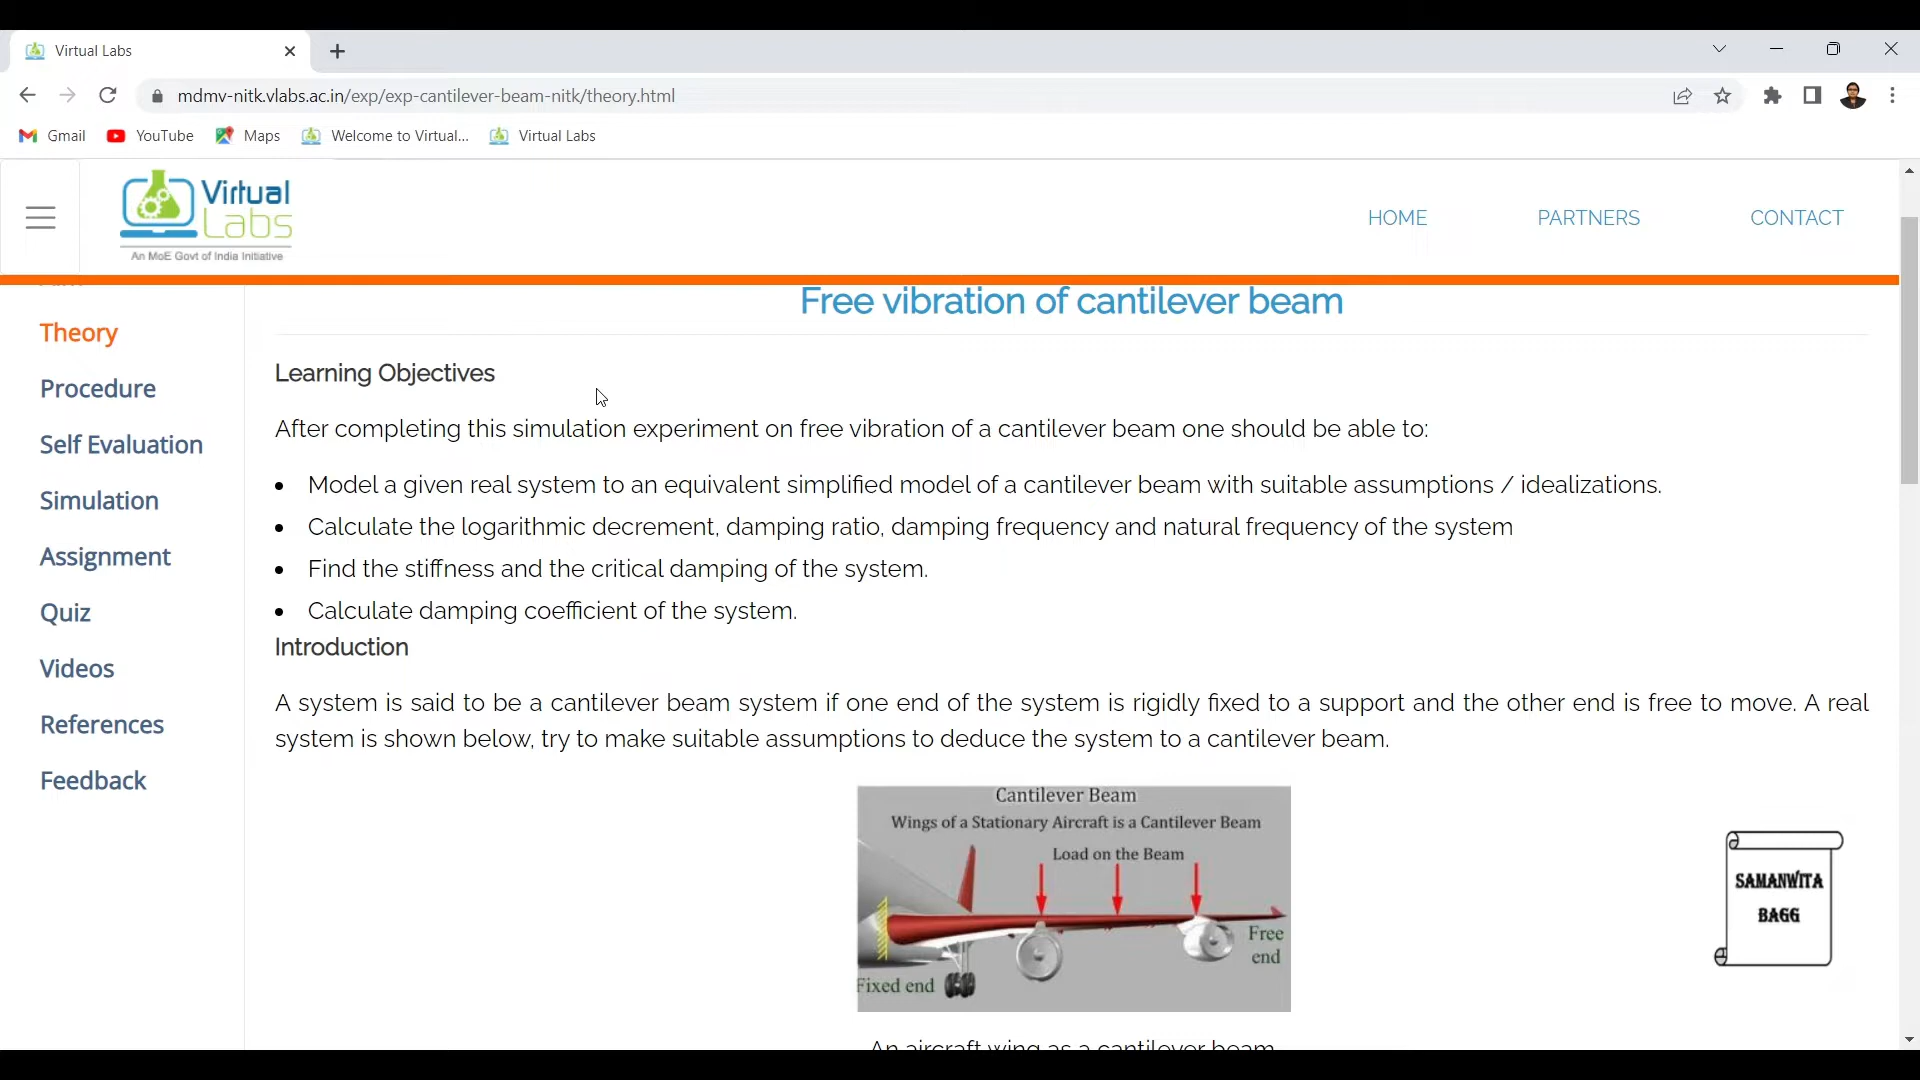 Virtual Labs
mdmv-nitk.vlabs.ac.in/exp/exp-cantilever-beam-nitk/theory.html
Gmail
YouTube
Maps
Welcome to Virtual...
Virtual Labs
Virtual
Labs
An MoE Govt of India Initiative
HOME
PARTNERS
CONTACT
Theory
Procedure
Self Evaluation
Simulation
Assignment
Quiz
Videos
References
Feedback
Free vibration of cantilever beam
Learning Objectives
After completing this simulation experiment on free vibration of a cantilever beam one should be able to:
• Model a given real system to an equivalent simplified model of a cantilever beam with suitable assumptions / idealizations.
• Calculate the logarithmic decrement, damping ratio, damping frequency and natural frequency of the system
• Find the stiffness and the critical damping of the system.
• Calculate damping coefficient of the system.
Introduction
A system is said to be a cantilever beam system if one end of the system is rigidly fixed to a support and the other end is free to move. A real
system is shown below, try to make suitable assumptions to deduce the system to a cantilever beam.
Cantilever Beam
Wings of a Stationary Aircraft is a Cantilever Beam
Load on the Beam
Free
end
Fixed end
An aircraft wing as a cantilever beam
SAMANWITA
BAGG